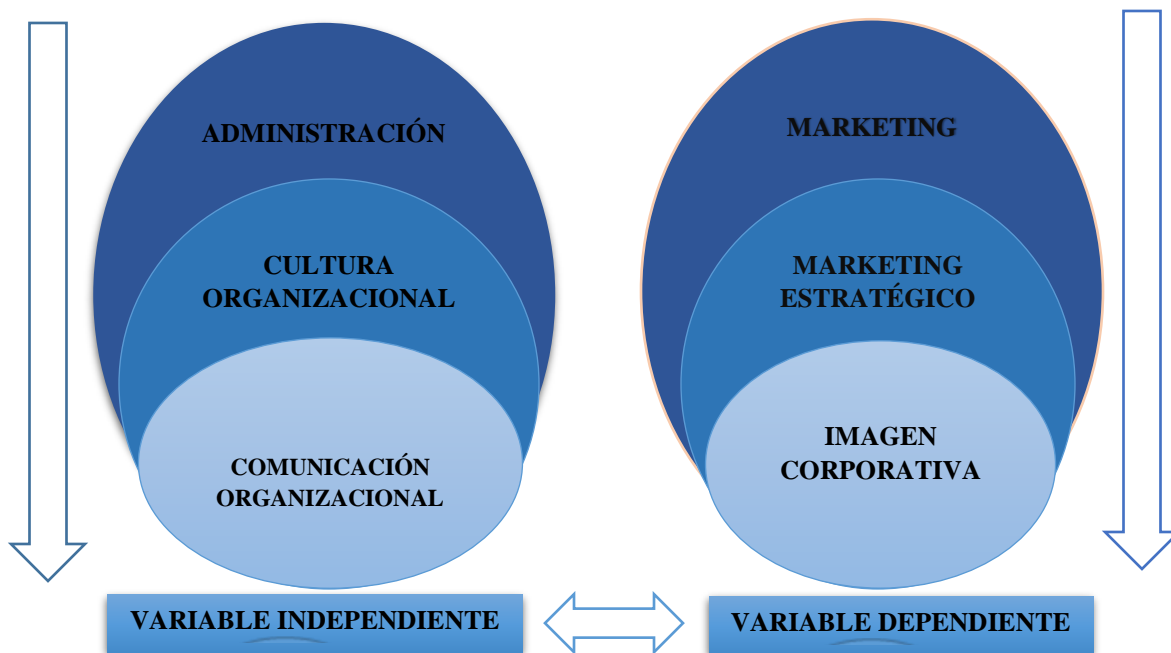 ADMINISTRACIÓN
CULTURA
ORGANIZACIONAL
COMUNICACIÓN
ORGANIZACIONAL
VARIABLE INDEPENDIENTE
MARKETING
MARKETING
ESTRATÉGICO
IMAGEN
CORPORATIVA
VARIABLE DEPENDIENTE